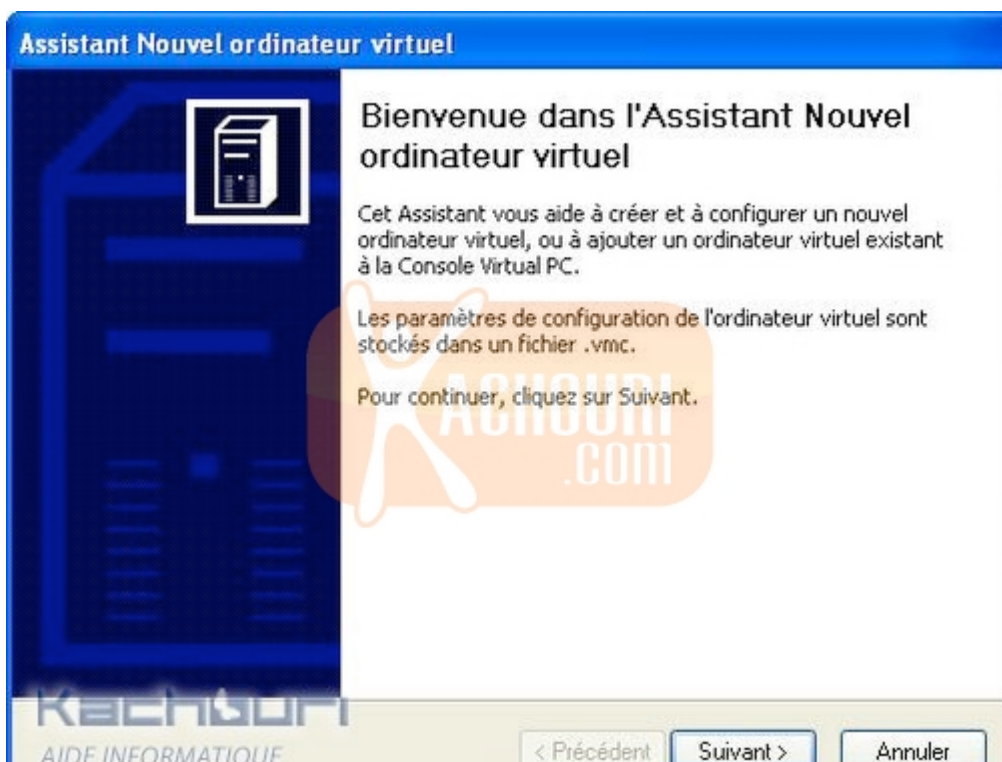 Assistant Nouvel ordinateur virtuel
Bienvenue dans l'Assistant Nouvel
ordinateur virtuel
Cet Assistant vous aide à créer et à configurer un nouvel
ordinateur virtuel, ou à ajouter un ordinateur virtuel existant
à la Console Virtual PC.
Les paramètres de configuration de l'ordinateur virtuel sont
stockés dans un fichier .vmc.
Pour continuer, cliquez sur Suivant.
KACHOURI
.com
Kachouri
AIDE INFORMATIQUE
< Précédent
Suivant >
Annuler